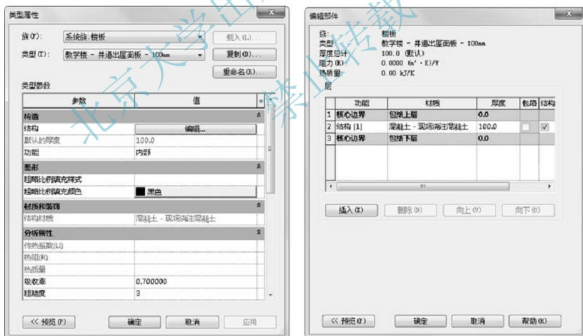 类型属性
族(F):
系统族:楼板
载入(L)...
类型(T):
教学楼 - 井道出屋面板 - 100mm
复制(D)...
重命名(R)...
类型参数
参数
值
构造
结构
编辑...
默认的厚度
100.0
功能
内部
图形
粗略比例填充样式
粗略比例填充颜色
黑色
材质和装饰
结构材质
混凝土 - 现场浇注混凝土
分析属性
传热系数(U)
热阻(R)
热质量
吸收率
0.700000
粗糙度
3
<< 预览(P)
确定
取消
应用
编辑部件
族:
楼板
类型:
教学楼 - 井道出屋面板 - 100mm
厚度总计:
100.0 (默认)
阻力(R):
0.0000 (m²·K)/W
热质量:
0.00 kJ/K
层
功能 材质 厚度 包络 结构
1 核心边界 包络上层 0.0
2 结构 [1] 混凝土 - 现场浇注混凝土 100.0
3 核心边界 包络下层 0.0
插入(I)
删除(D)
向上(U)
向下(O)
<< 预览(P)
确定
取消
帮助(H)
北京大学出
禁止转载